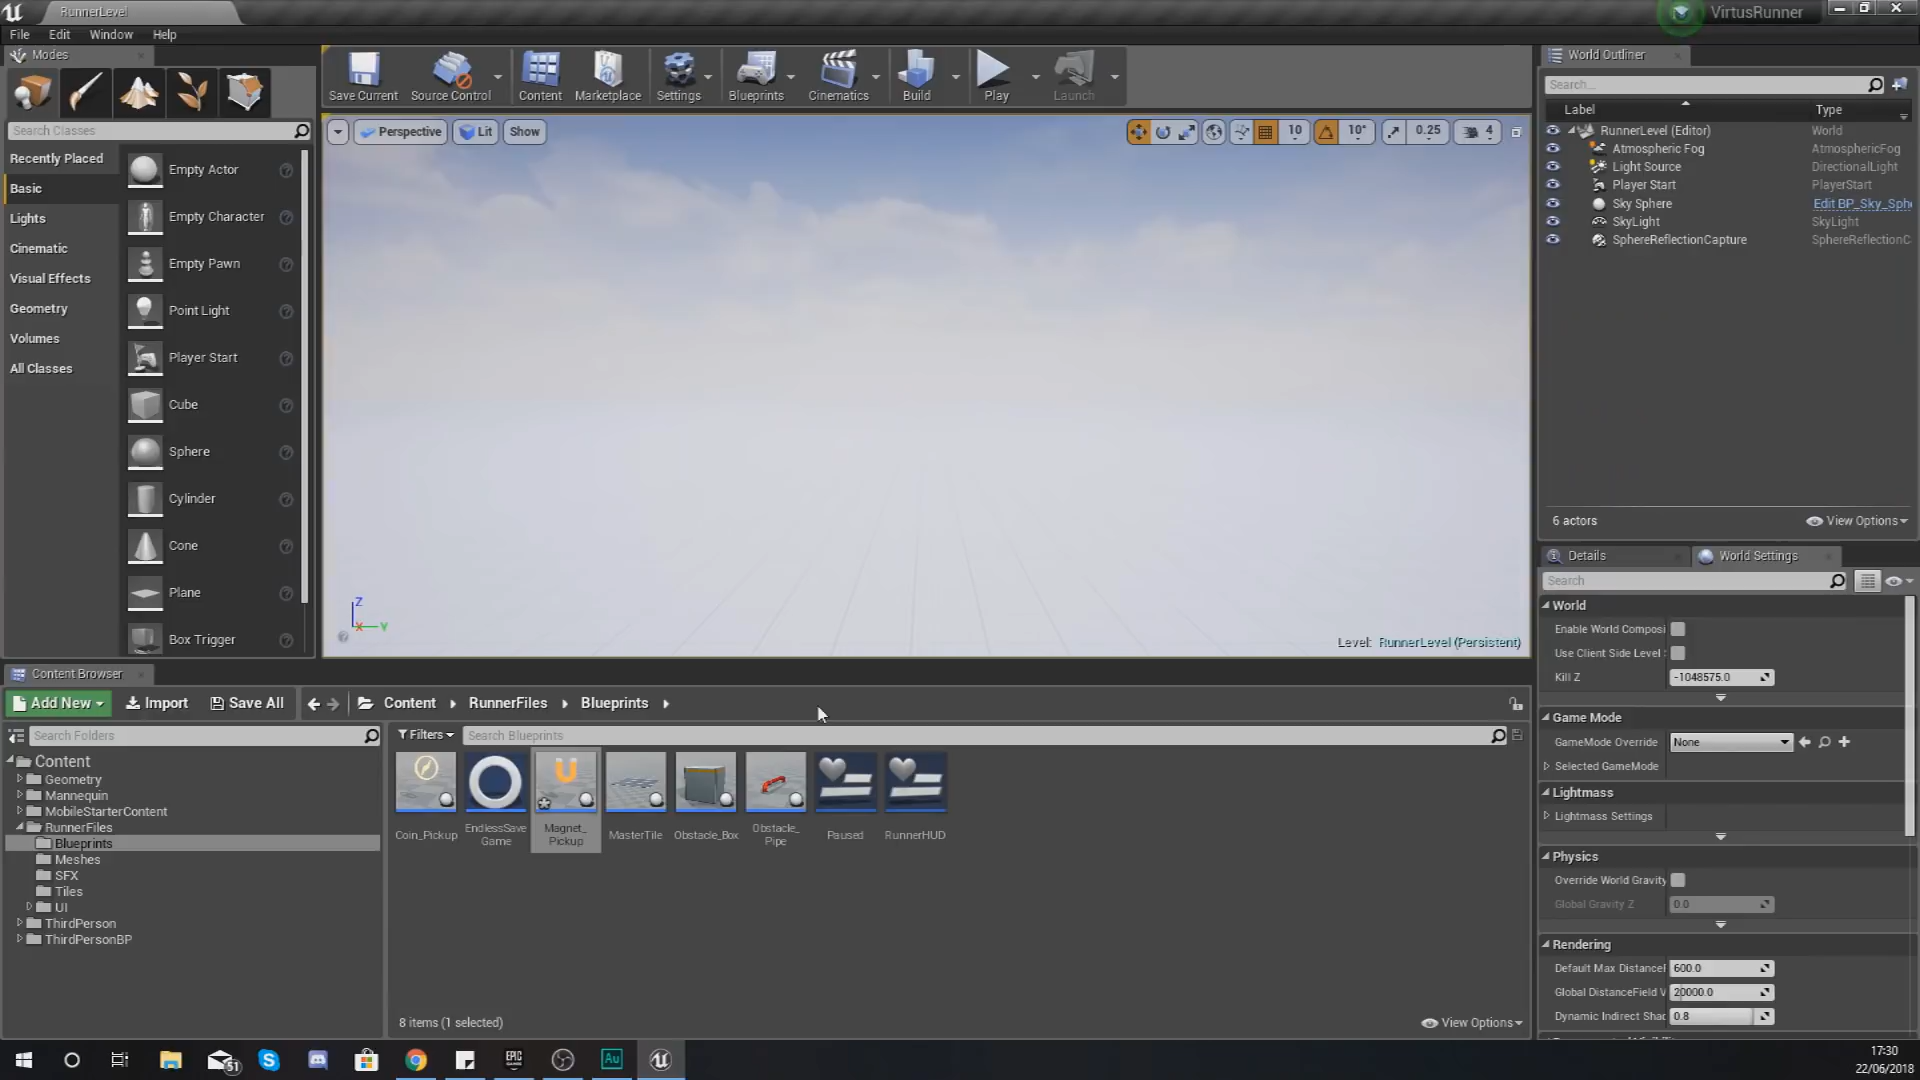 RunnerLevel
VirtusRunner
File Edit Window Help
Modes
Save Current
Source Control
Content
Marketplace
Settings
Blueprints
Cinematics
Build
Play
Launch
World Outliner
Search Classes
Recently Placed
Basic
Lights
Cinematic
Visual Effects
Geometry
Volumes
All Classes
Empty Actor
Empty Character
Empty Pawn
Point Light
Player Start
Cube
Sphere
Cylinder
Cone
Plane
Box Trigger
Perspective Lit Show
10 10° 0.25 4
Z
X Y
Level: RunnerLevel (Persistent)
Search...
Label Type
RunnerLevel (Editor) World
Atmospheric Fog AtmosphericFog
Light Source DirectionalLight
Player Start PlayerStart
Sky Sphere Edit BP_Sky_Sphe
SkyLight SkyLight
SphereReflectionCapture SphereReflectionC
6 actors View Options
Details World Settings
Search
World
Enable World Composi
Use Client Side Level
Kill Z -1048575.0
Game Mode
GameMode Override None
Selected GameMode
Lightmass
Lightmass Settings
Physics
Override World Gravity
Global Gravity Z 0.0
Rendering
Default Max DistanceF 600.0
Global DistanceField V 20000.0
Dynamic Indirect Shac 0.8
Content Browser
Add New Import Save All Content RunnerFiles Blueprints
Search Folders
Filters Search Blueprints
Content
Geometry
Mannequin
MobileStarterContent
RunnerFiles
Blueprints
Meshes
SFX
Tiles
UI
ThirdPerson
ThirdPersonBP
Coin_Pickup
EndlessSave
Game
Magnet_
Pickup
MasterTile
Obstacle_Box
Obstacle_
Pipe
Paused
RunnerHUD
8 items (1 selected) View Options
51
EPIC
GAMES
Au
17:30
22/06/2018